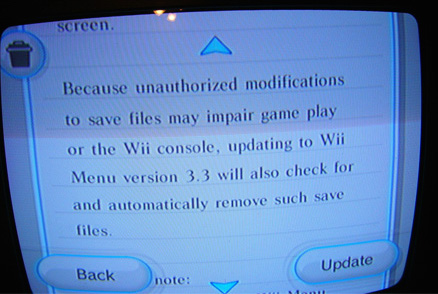 screen.
Because unauthorized modifications
to save files may impair game play
or the Wii console, updating to Wii
Menu version 3.3 will also check for
and automatically remove such save
files.
Back
note:
Update
Menu